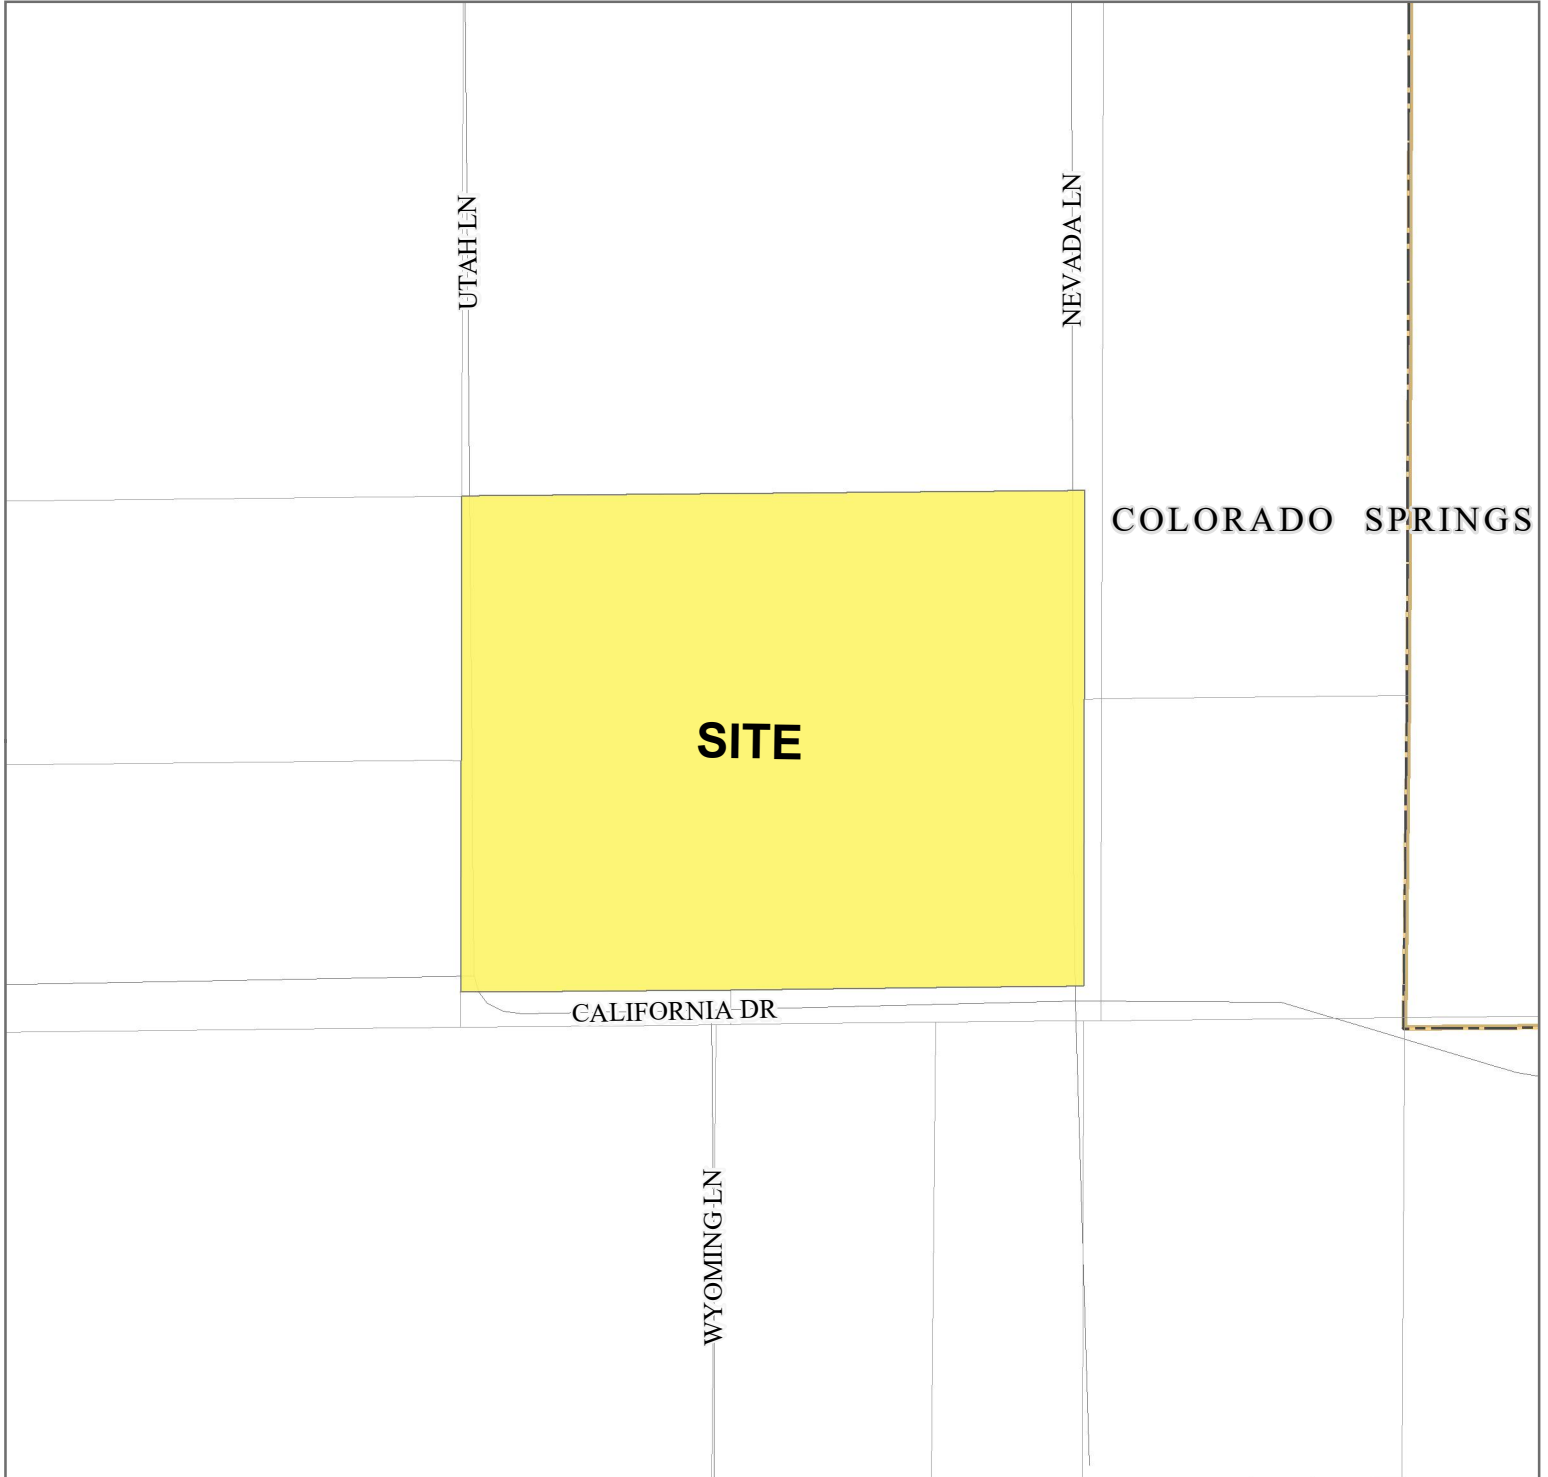 UTAH LN
NEVADA LN
COLORADO SPRINGS
SITE
CALIFORNIA DR
WYOMING LN